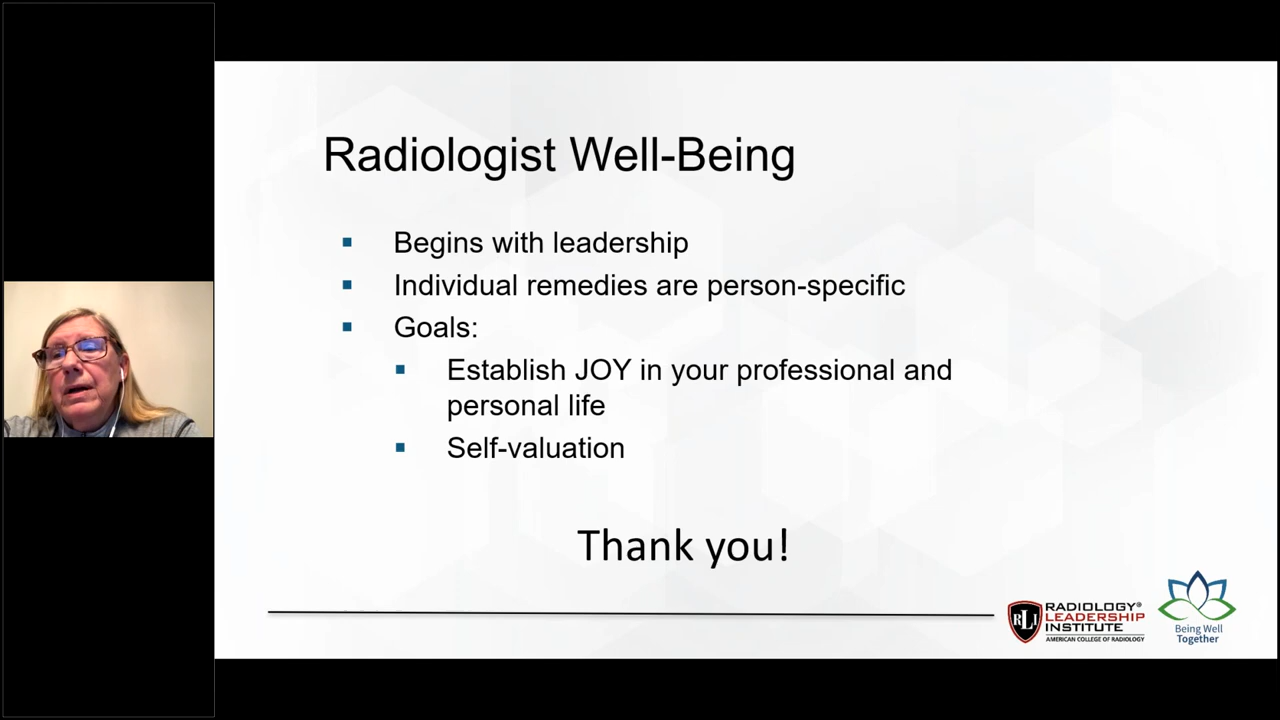 Radiologist Well-Being
Begins with leadership
Individual remedies are person-specific
Goals:
Establish JOY in your professional and
personal life
Self-valuation
Thank you!
RLI
RADIOLOGY®
LEADERSHIP
INSTITUTE
AMERICAN COLLEGE OF RADIOLOGY
Being Well
Together